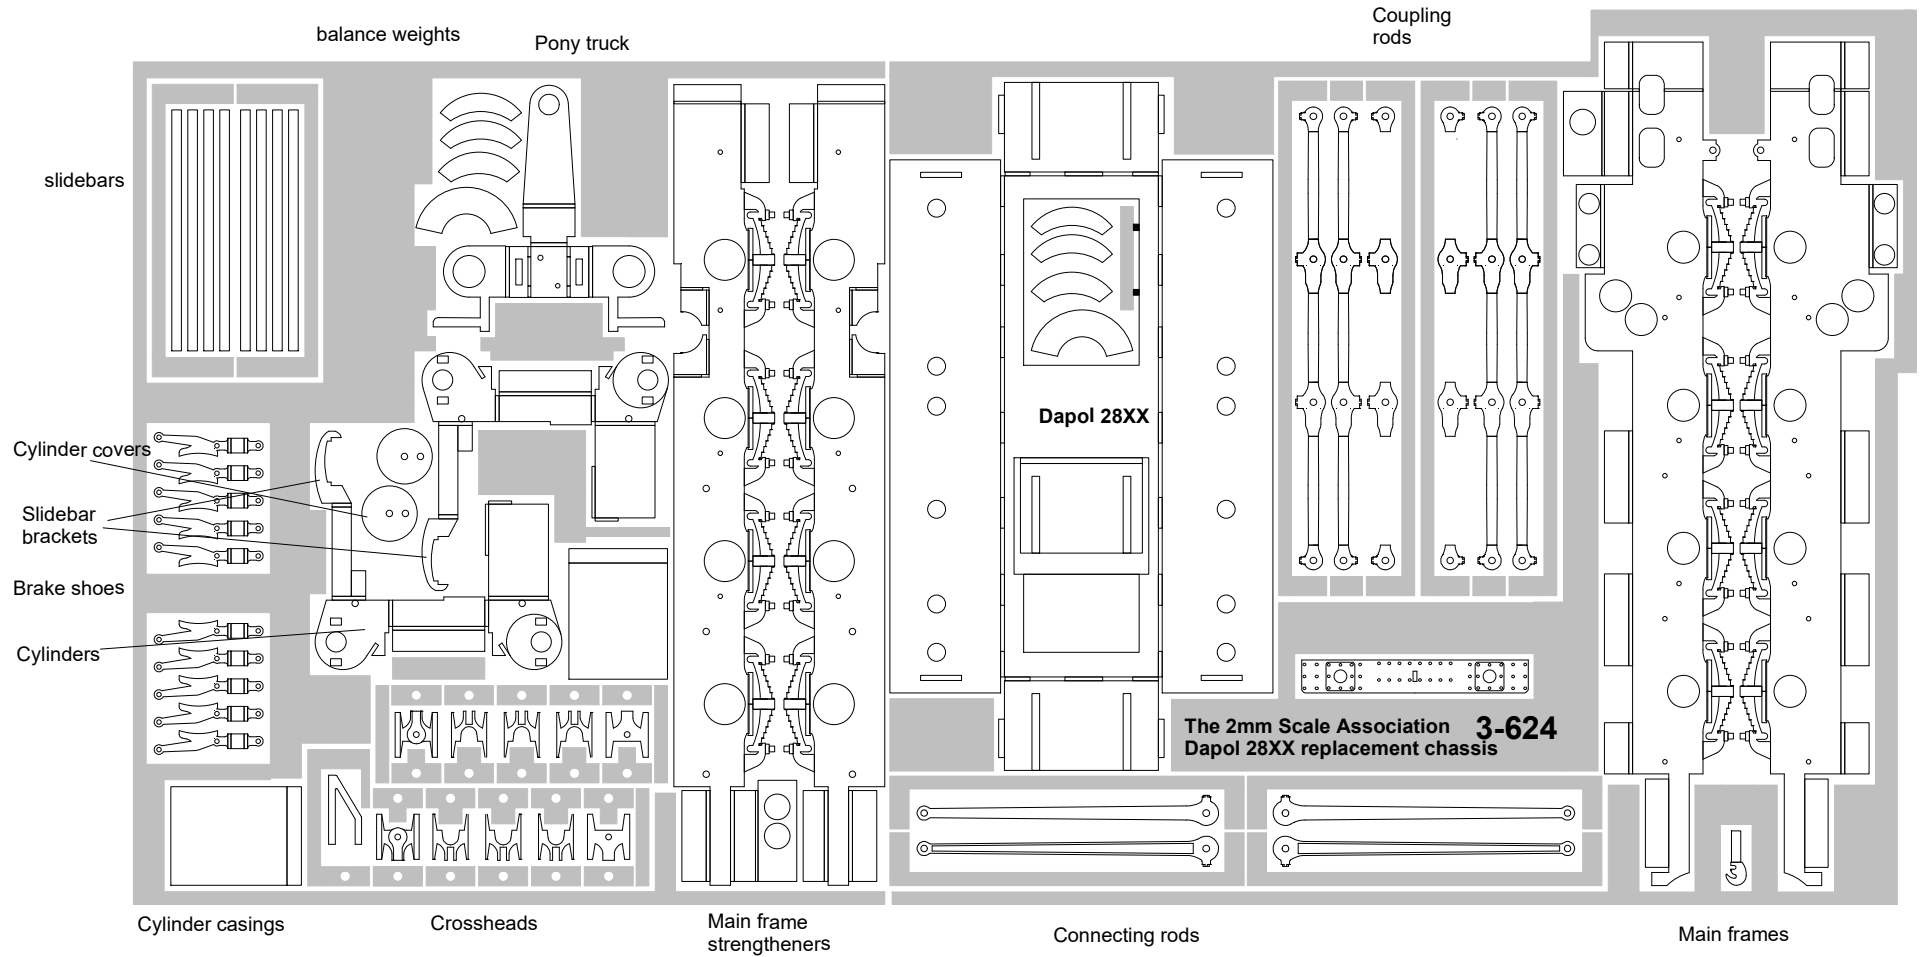 Coupling
rods
balance weights
Pony truck
slidebars
Dapol 28XX
Cylinder covers
Slidebar
brackets
Brake shoes
Cylinders
The 2mm Scale Association 3-624
Dapol 28XX replacement chassis
Cylinder casings
Crossheads
Main frame
strengtheners
Connecting rods
Main frames